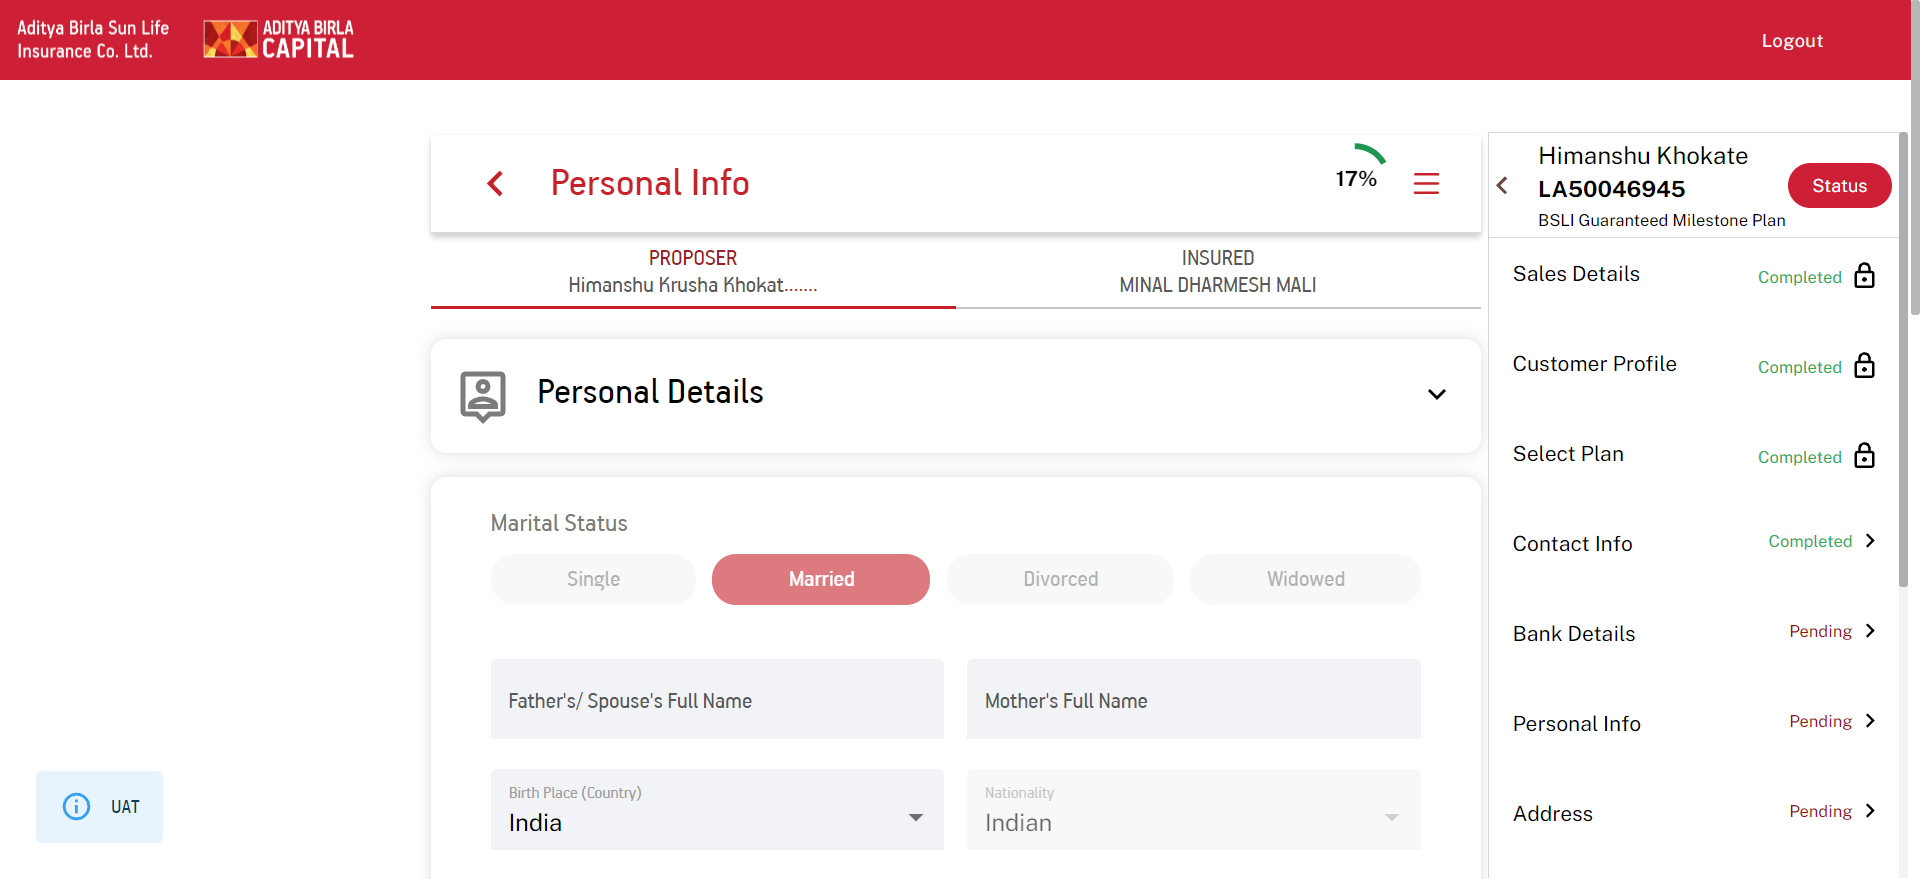 Aditya Birla Sun Life
Insurance Co. Ltd.
ADITYA BIRLA
CAPITAL
Logout
Personal Info
17%
PROPOSER
Himanshu Krusha Khokat.......
INSURED
MINAL DHARMESH MALI
Personal Details
Marital Status
Single
Married
Divorced
Widowed
Father's/ Spouse's Full Name
Mother's Full Name
Birth Place (Country)
India
Nationality
Indian
UAT
Himanshu Khokate
LA50046945
BSLI Guaranteed Milestone Plan
Status
Sales Details
Completed
Customer Profile
Completed
Select Plan
Completed
Contact Info
Completed
Bank Details
Pending
Personal Info
Pending
Address
Pending